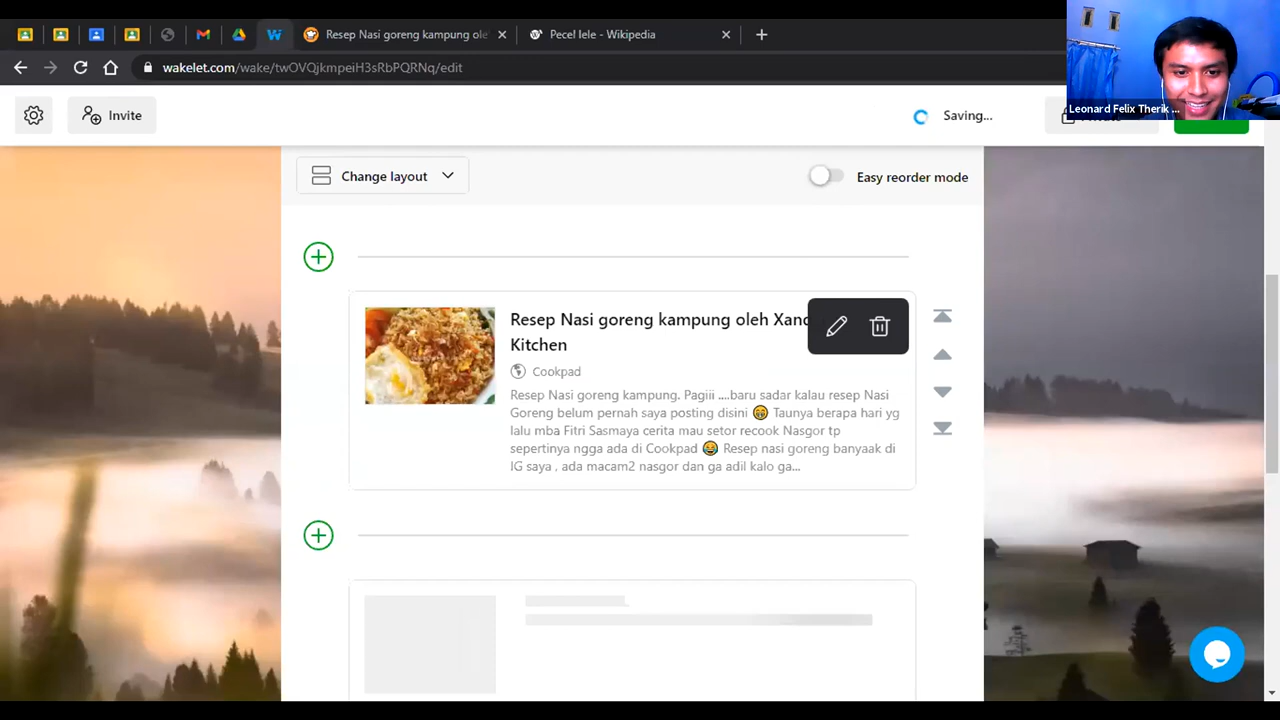 Resep Nasi goreng kampung ole
Pecel lele - Wikipedia
wakelet.com/wake/twOVQjkmpeiH3sRbPQRNq/edit
Leonard Felix Therik ...
Invite
Saving...
Change layout
Easy reorder mode
Resep Nasi goreng kampung oleh Xand
Kitchen
Cookpad
Resep Nasi goreng kampung. Pagiii ....baru sadar kalau resep Nasi
Goreng belum pernah saya posting disini 😁 Taunya berapa hari yg
lalu mba Fitri Sasmaya cerita mau setor recook Nasgor tp
sepertinya ngga ada di Cookpad 😂 Resep nasi goreng banyaak di
IG saya , ada macam2 nasgor dan ga adil kalo ga...